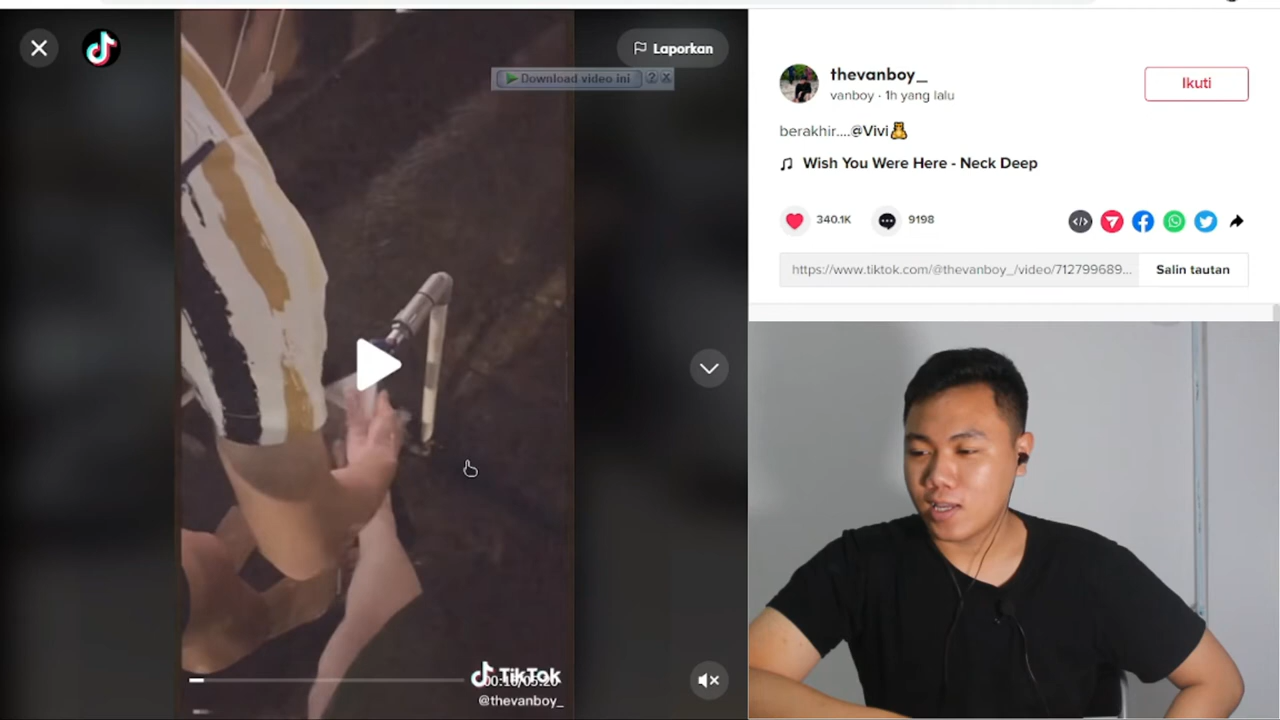 Laporkan
Download video ini
TikTok
@thevanboy_
thevanboy_
vanboy · 1h yang lalu
Ikuti
berakhir....@Vivi🧸
Wish You Were Here - Neck Deep
340.1K
9198
https://www.tiktok.com/@thevanboy_/video/712799689...
Salin tautan